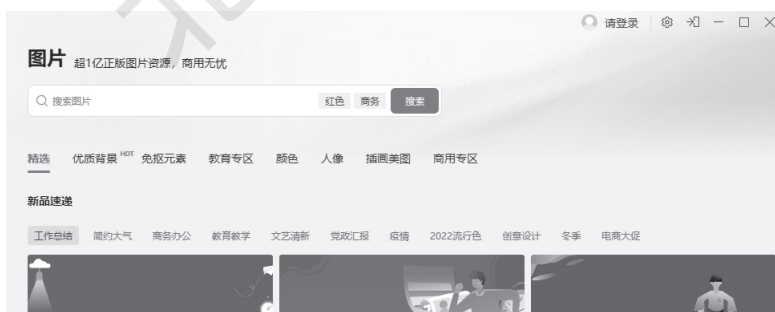 请登录
图片 超1亿正版图片资源，商用无忧
搜索图片 红色 商务 搜索
精选 优质背景 HOT 免抠元素 教育专区 颜色 人像 插画美图 商用专区
新品速递
工作总结 简约大气 商务办公 教育教学 文艺清新 党政汇报 疫情 2022流行色 创意设计 冬季 电商大促